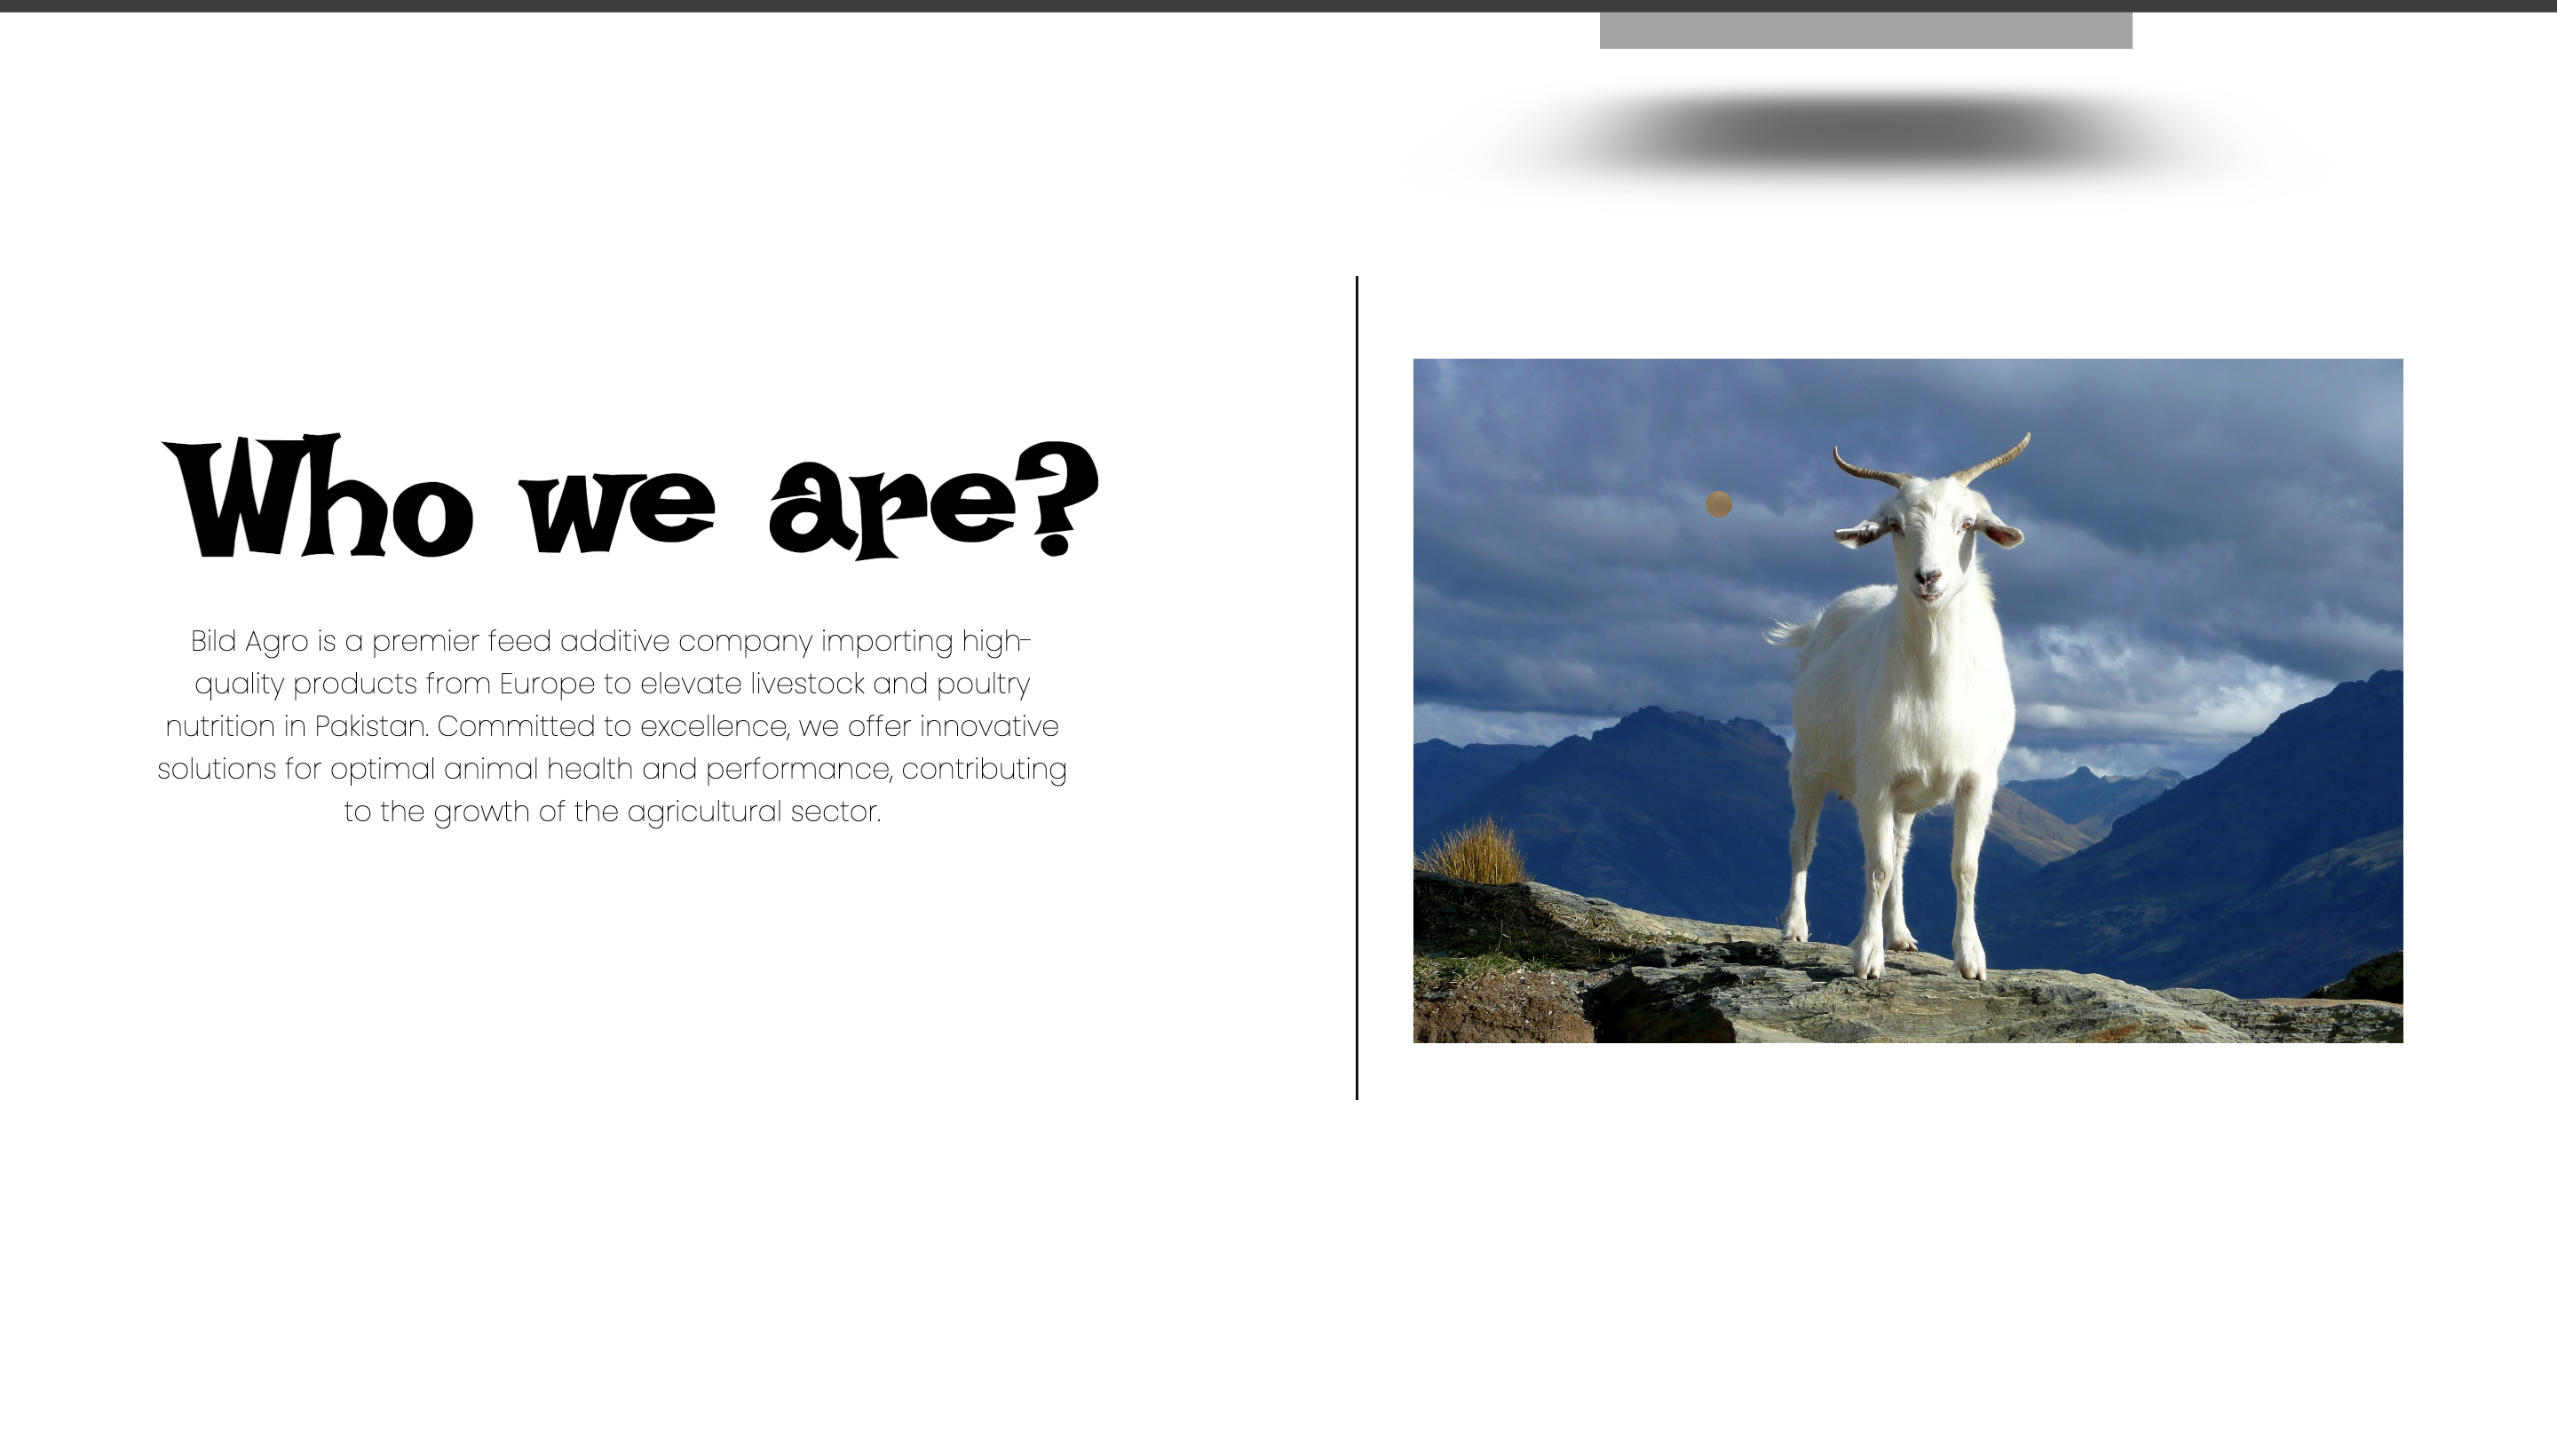 Who we are?
Bild Agro is a premier feed additive company importing high-
quality products from Europe to elevate livestock and poultry
nutrition in Pakistan. Committed to excellence, we offer innovative
solutions for optimal animal health and performance, contributing
to the growth of the agricultural sector.